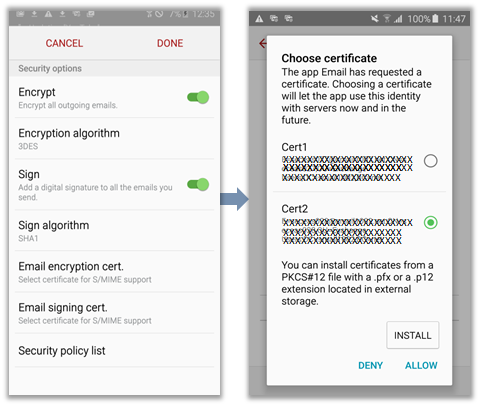 7% 12:35
CANCEL DONE
Security options
Encrypt
Encrypt all outgoing emails.
Encryption algorithm
3DES
Sign
Add a digital signature to all the emails you
send.
Sign algorithm
SHA1
Email encryption cert.
Select certificate for S/MIME support
Email signing cert.
Select certificate for S/MIME support
Security policy list
100% 11:47
Choose certificate
The app Email has requested a
certificate. Choosing a certificate
will let the app use this identity
with servers now and in the
future.
Cert1
Cert2
You can install certificates from a
PKCS#12 file with a .pfx or a .p12
extension located in external
storage.
INSTALL
DENY ALLOW